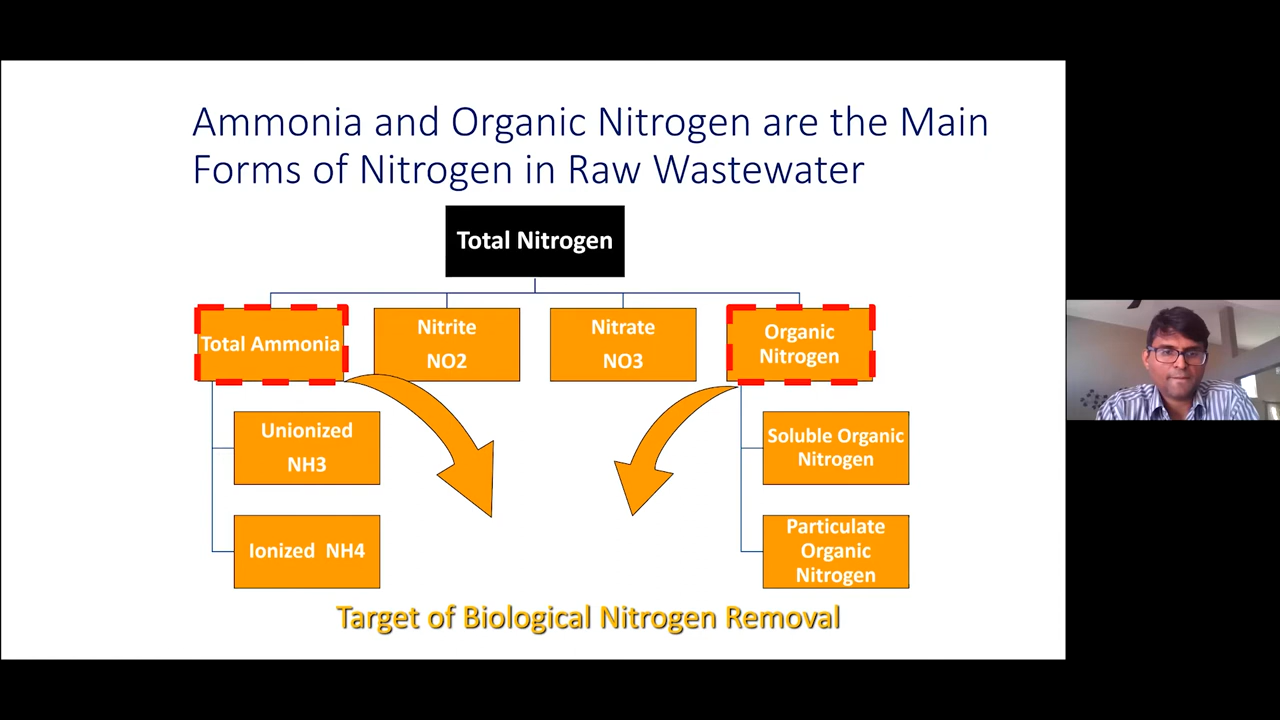 Ammonia and Organic Nitrogen are the Main
Forms of Nitrogen in Raw Wastewater
Total Nitrogen
Total Ammonia
Nitrite
NO2
Nitrate
NO3
Organic
Nitrogen
Unionized
NH3
Soluble Organic
Nitrogen
Ionized NH4
Particulate
Organic
Nitrogen
Target of Biological Nitrogen Removal